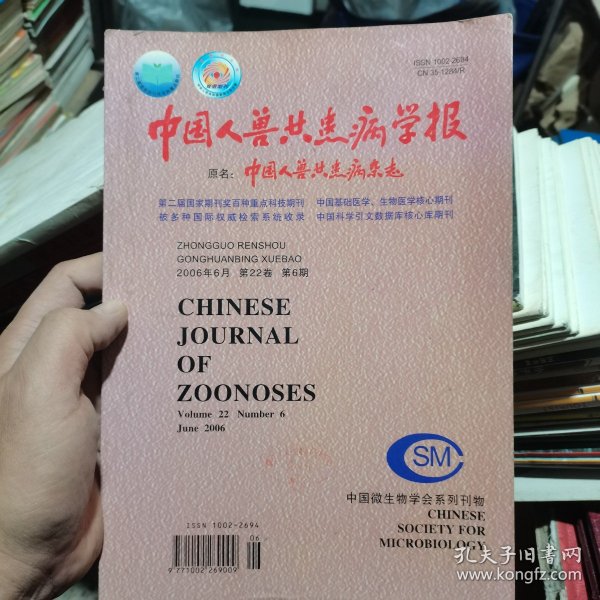 ISSN 1002-2694
CN 35-1284/R
中国人兽共患病学报
原名：中国人兽共患病杂志
第二届国家期刊奖百种重点科技期刊 中国基础医学、生物医学核心期刊
被多种国际权威检索系统收录 中国科学引文数据库核心库期刊
ZHONGGUO RENSHOU
GONGHUANBING XUEBAO
2006年6月 第22卷 第6期
CHINESE
JOURNAL
OF
ZOONOSES
Volume 22 Number 6
June 2006
CSM
中国微生物学会系列刊物
CHINESE
SOCIETY FOR
MICROBIOLOGY
ISSN 1002-2694
06
9 771002 269009
孔夫子旧书网
www.kongfz.com